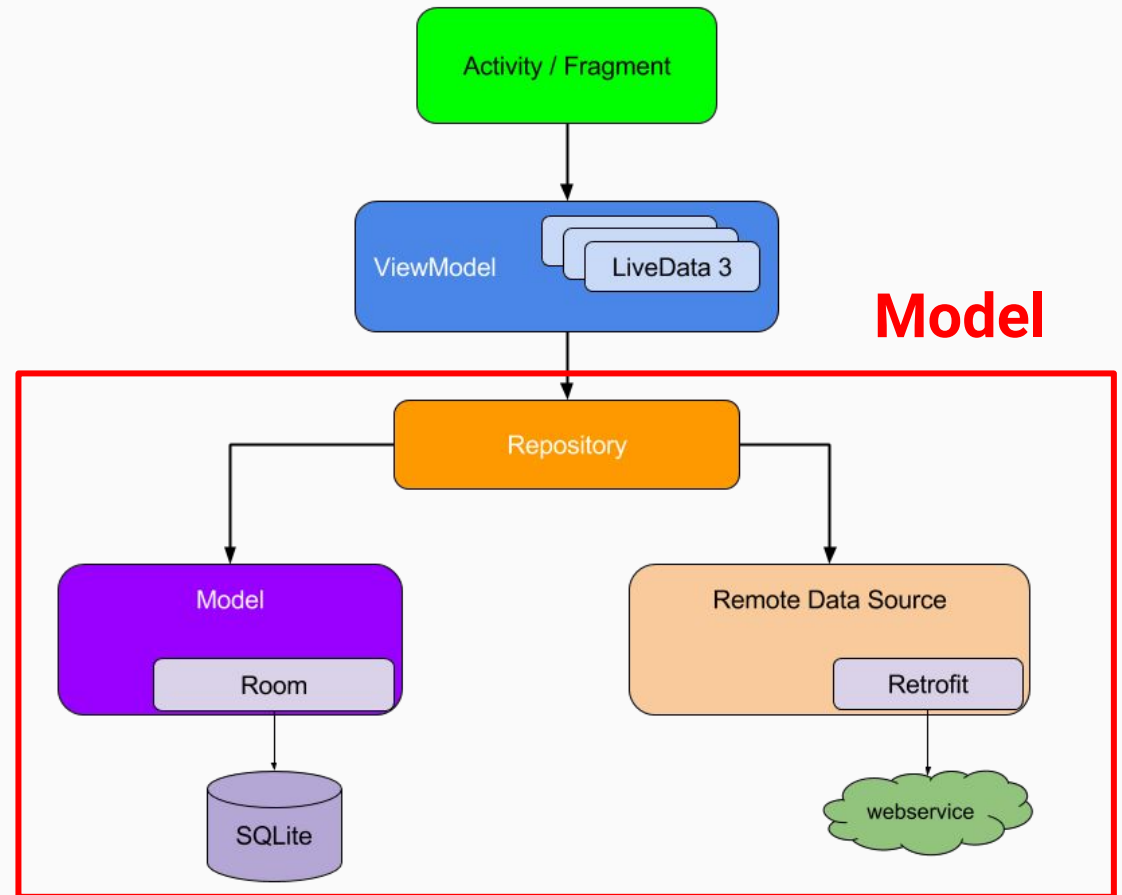 Activity / Fragment
ViewModel
LiveData 3
Model
Repository
Model
Room
Remote Data Source
Retrofit
SQLite
webservice